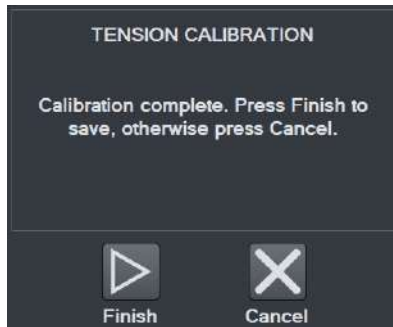 TENSION CALIBRATION
Calibration complete. Press Finish to
save, otherwise press Cancel.
Finish
Cancel